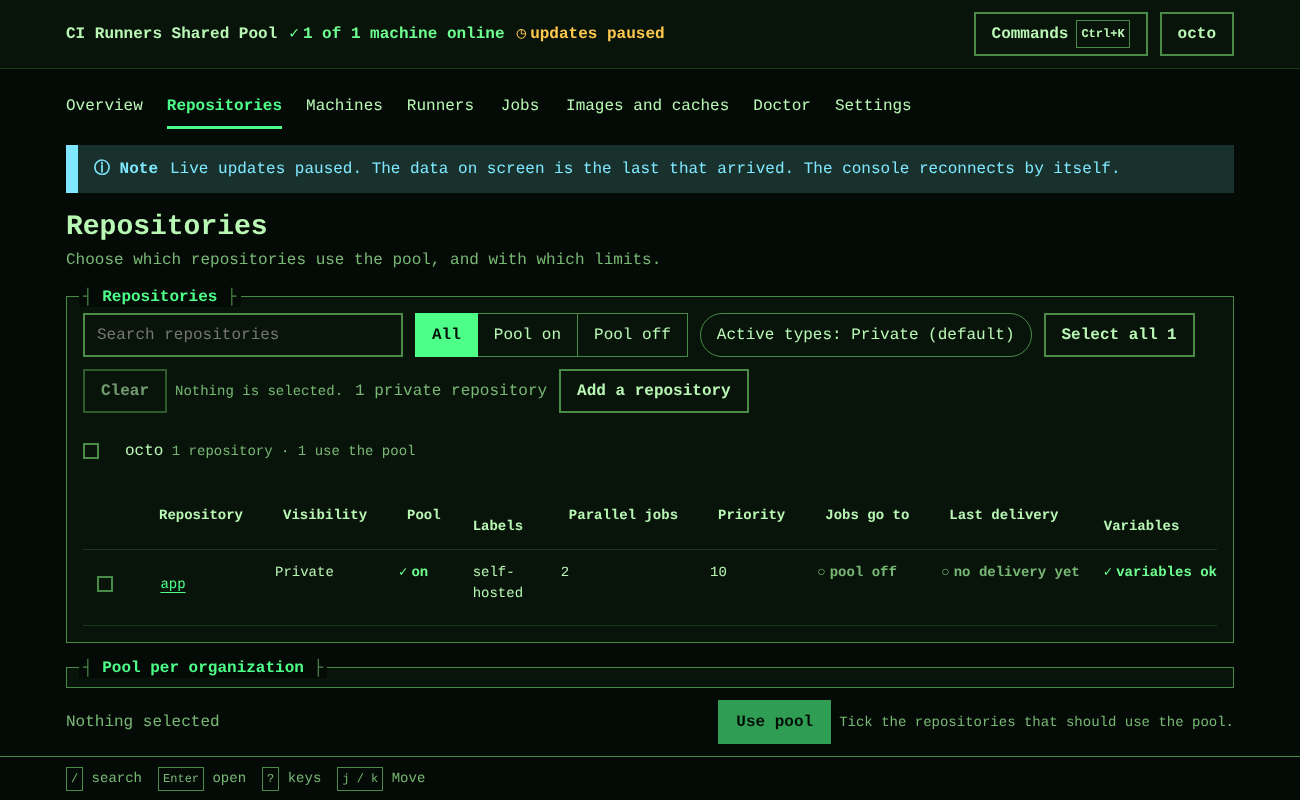 CI Runners Shared Pool ✓ 1 of 1 machine online ◷ updates paused Commands Ctrl+K octo
Overview Repositories Machines Runners Jobs Images and caches Doctor Settings
ⓘ Note Live updates paused. The data on screen is the last that arrived. The console reconnects by itself.
Repositories
Choose which repositories use the pool, and with which limits.
┤ Repositories ├
Search repositories All Pool on Pool off Active types: Private (default) Select all 1
Clear Nothing is selected. 1 private repository Add a repository
octo 1 repository · 1 use the pool
Repository Visibility Pool Labels Parallel jobs Priority Jobs go to Last delivery Variables
app Private ✓ on self-hosted 2 10 ○ pool off ○ no delivery yet ✓ variables ok
┤ Pool per organization ├
Nothing selected Use pool Tick the repositories that should use the pool.
/ search Enter open ? keys j / k Move